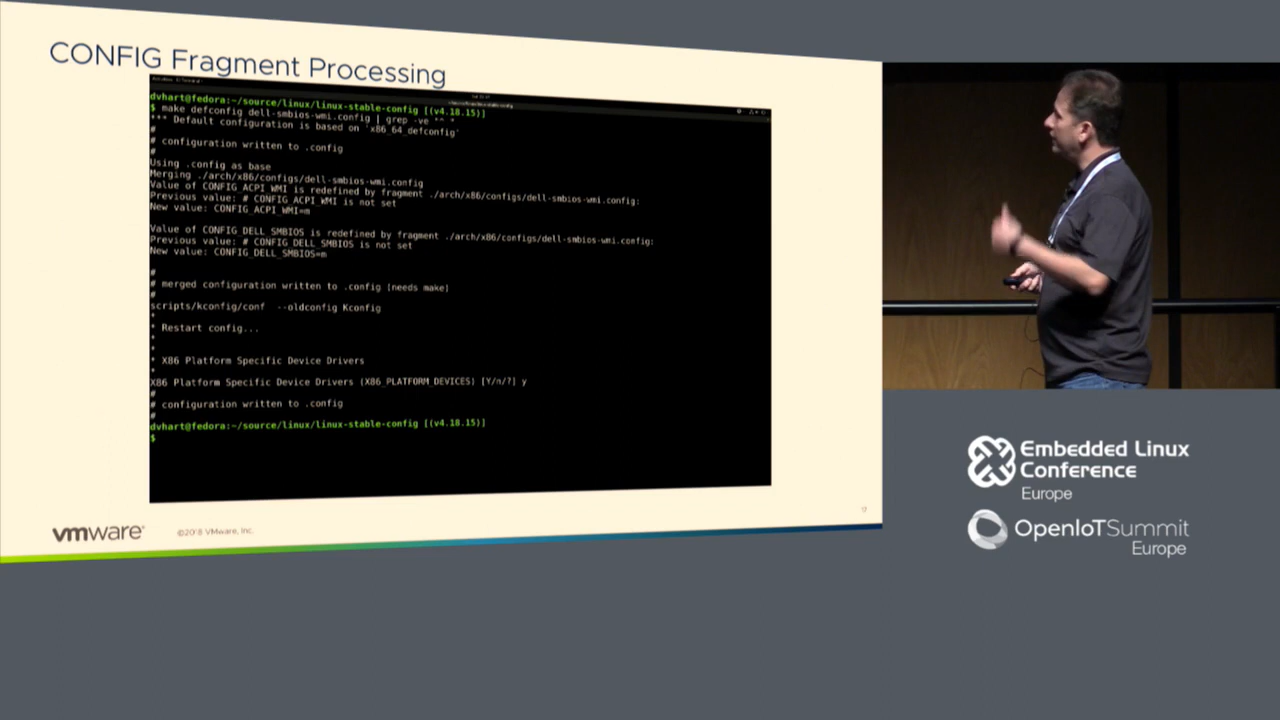 CONFIG Fragment Processing
dvhart@fedora:~/source/linux/linux-stable-config [(v4.18.15)]
$ make defconfig dell-smbios-wmi.config | grep -ve "^ "
*** Default configuration is based on 'x86_64_defconfig'
#
# configuration written to .config
#
Using .config as base
Merging ./arch/x86/configs/dell-smbios-wmi.config
Value of CONFIG_ACPI_WMI is redefined by fragment ./arch/x86/configs/dell-smbios-wmi.config:
Previous value: # CONFIG_ACPI_WMI is not set
New value: CONFIG_ACPI_WMI=m
Value of CONFIG_DELL_SMBIOS is redefined by fragment ./arch/x86/configs/dell-smbios-wmi.config:
Previous value: # CONFIG_DELL_SMBIOS is not set
New value: CONFIG_DELL_SMBIOS=m
#
# merged configuration written to .config (needs make)
#
scripts/kconfig/conf --oldconfig Kconfig
*
* Restart config...
*
*
* X86 Platform Specific Device Drivers
*
X86 Platform Specific Device Drivers (X86_PLATFORM_DEVICES) [Y/n/?] y
#
# configuration written to .config
#
dvhart@fedora:~/source/linux/linux-stable-config [(v4.18.15)]
$
vmware
©2018 VMware, Inc.
Embedded Linux
Conference
Europe
OpenIoTSummit
Europe